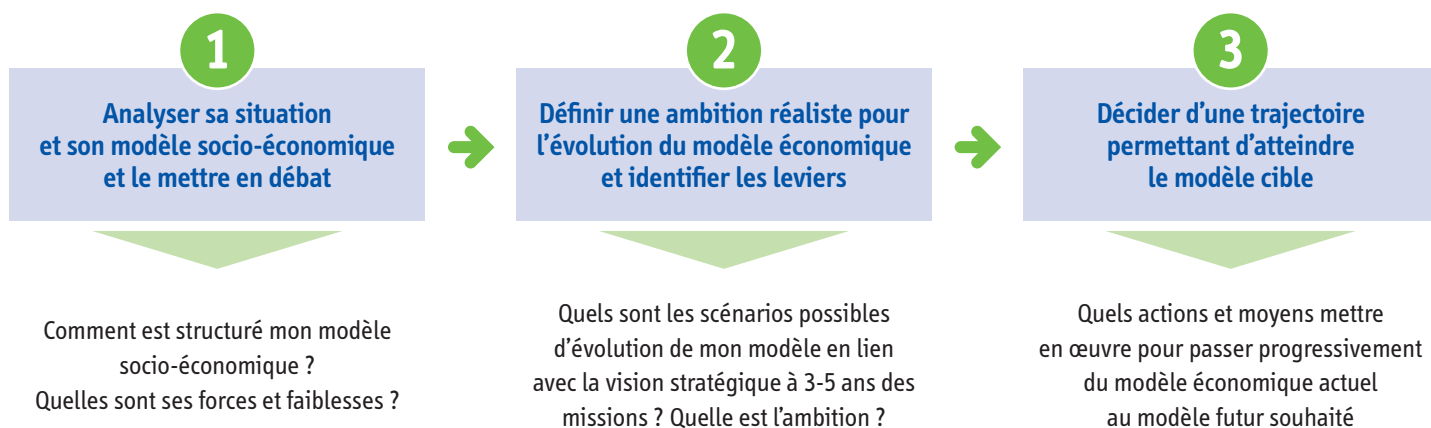 1
Analyser sa situation
et son modèle socio-économique
et le mettre en débat
Comment est structuré mon modèle
socio-économique ?
Quelles sont ses forces et faiblesses ?
2
Définir une ambition réaliste pour
l'évolution du modèle économique
et identifier les leviers
Quels sont les scénarios possibles
d'évolution de mon modèle en lien
avec la vision stratégique à 3-5 ans des
missions ? Quelle est l'ambition ?
3
Décider d'une trajectoire
permettant d'atteindre
le modèle cible
Quels actions et moyens mettre
en œuvre pour passer progressivement
du modèle économique actuel
au modèle futur souhaité